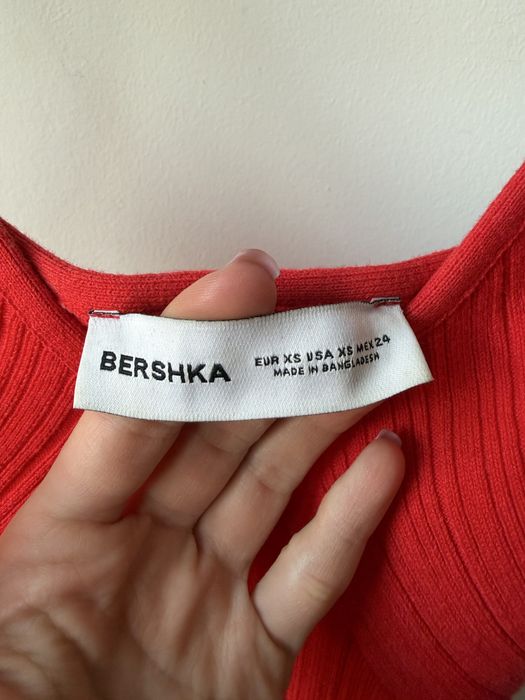 BERSHKA
EUR XS USA XS MEX 24
MADE IN BANGLADESH